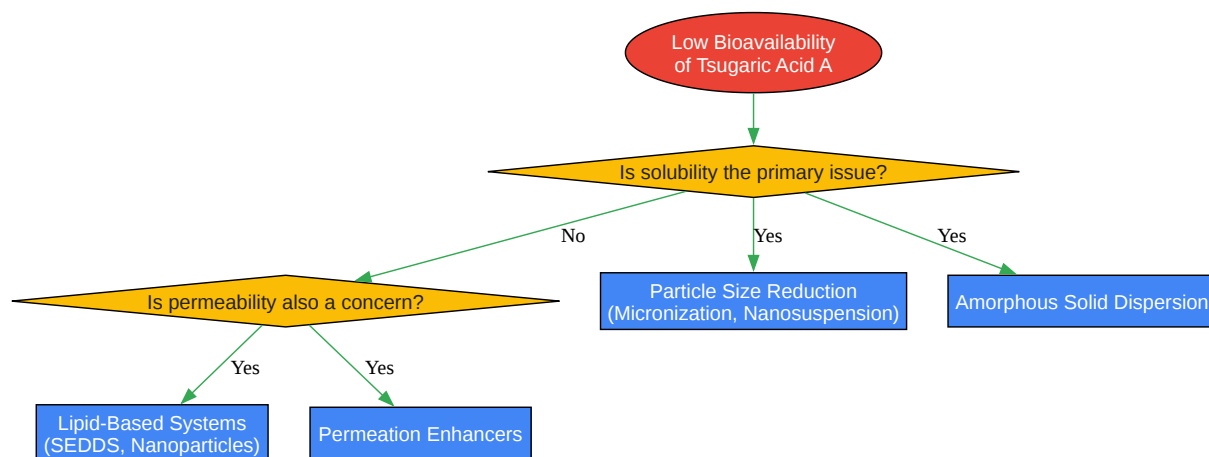 Low Bioavailability
of Tsugaric Acid A
Is solubility the primary issue?
No
Yes
Yes
Is permeability also a concern?
Particle Size Reduction
(Micronization, Nanosuspension)
Amorphous Solid Dispersion
Yes
Yes
Lipid-Based Systems
(SEDDS, Nanoparticles)
Permeation Enhancers